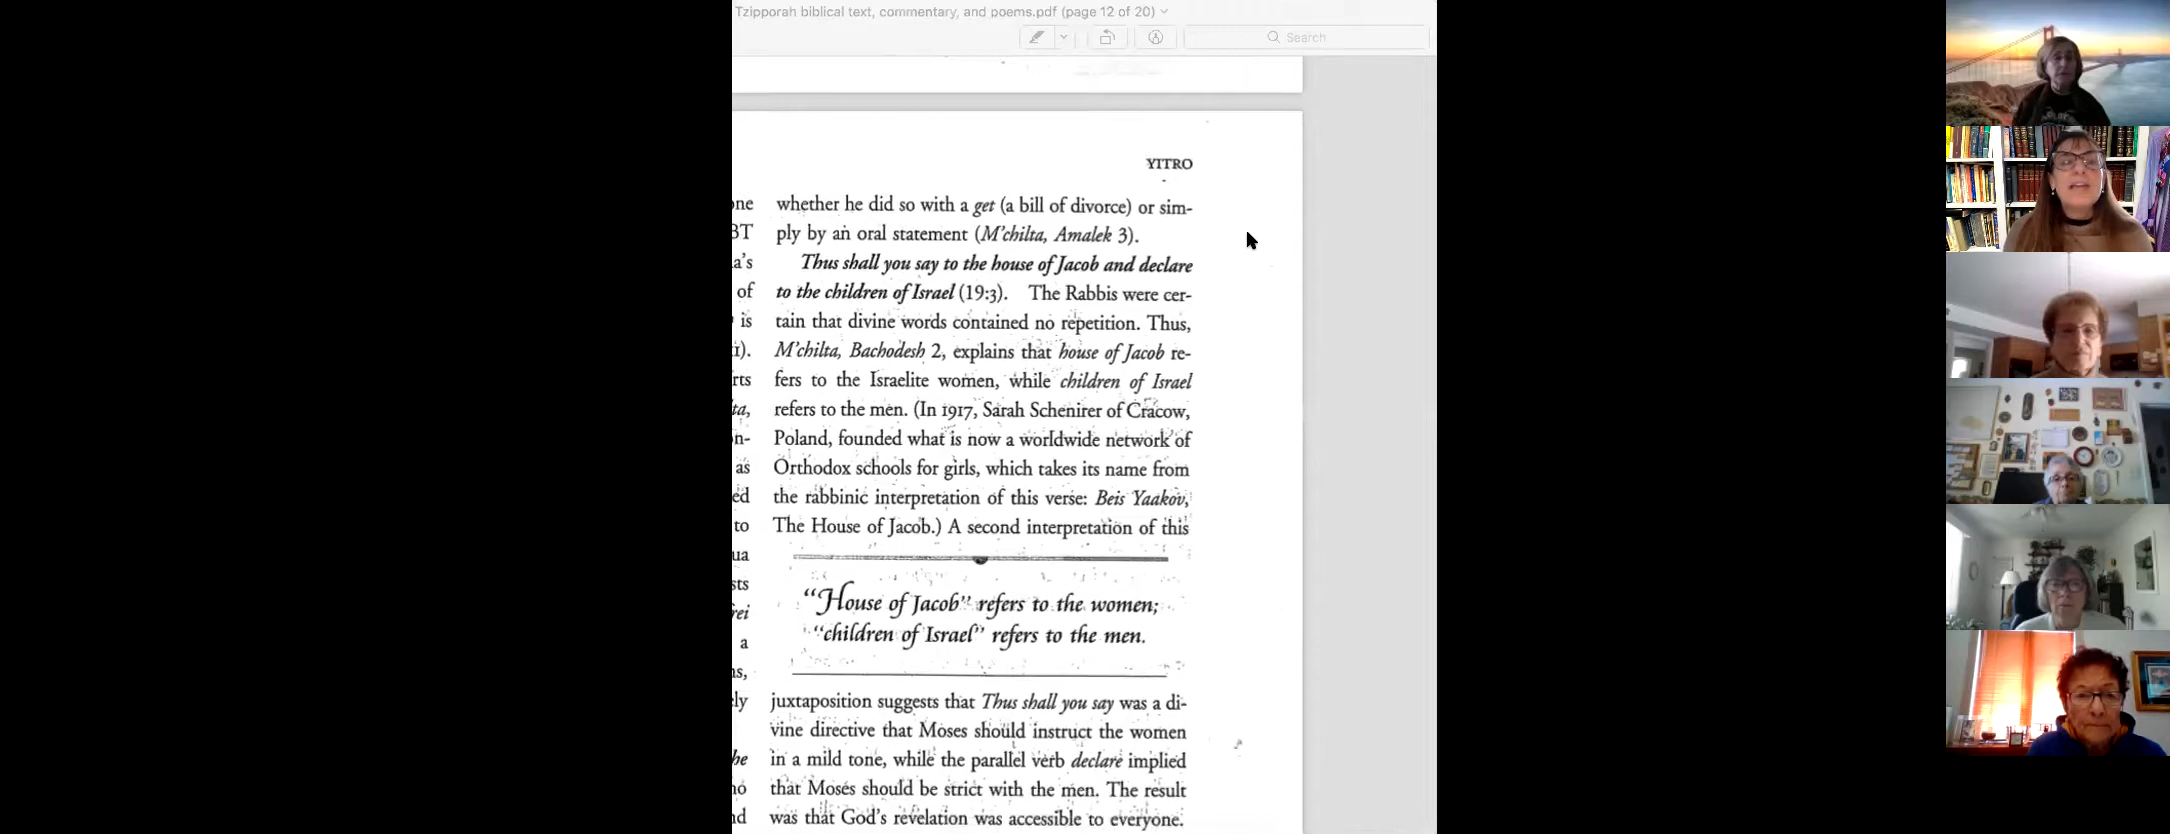 Tzipporah biblical text, commentary, and poems.pdf (page 12 of 20)
Search
YITRO
whether he did so with a get (a bill of divorce) or sim-
ply by an oral statement (M'chilta, Amalek 3).
Thus shall you say to the house of Jacob and declare
to the children of Israel (19:3). The Rabbis were cer-
tain that divine words contained no repetition. Thus,
M'chilta, Bachodesh 2, explains that house of Jacob re-
fers to the Israelite women, while children of Israel
refers to the men. (In 1917, Sarah Schenirer of Cracow,
Poland, founded what is now a worldwide network of
Orthodox schools for girls, which takes its name from
the rabbinic interpretation of this verse: Beis Yaakov,
The House of Jacob.) A second interpretation of this
"House of Jacob" refers to the women;
"children of Israel" refers to the men.
juxtaposition suggests that Thus shall you say was a di-
vine directive that Moses should instruct the women
in a mild tone, while the parallel verb declare implied
that Moses should be strict with the men. The result
was that God's revelation was accessible to everyone.